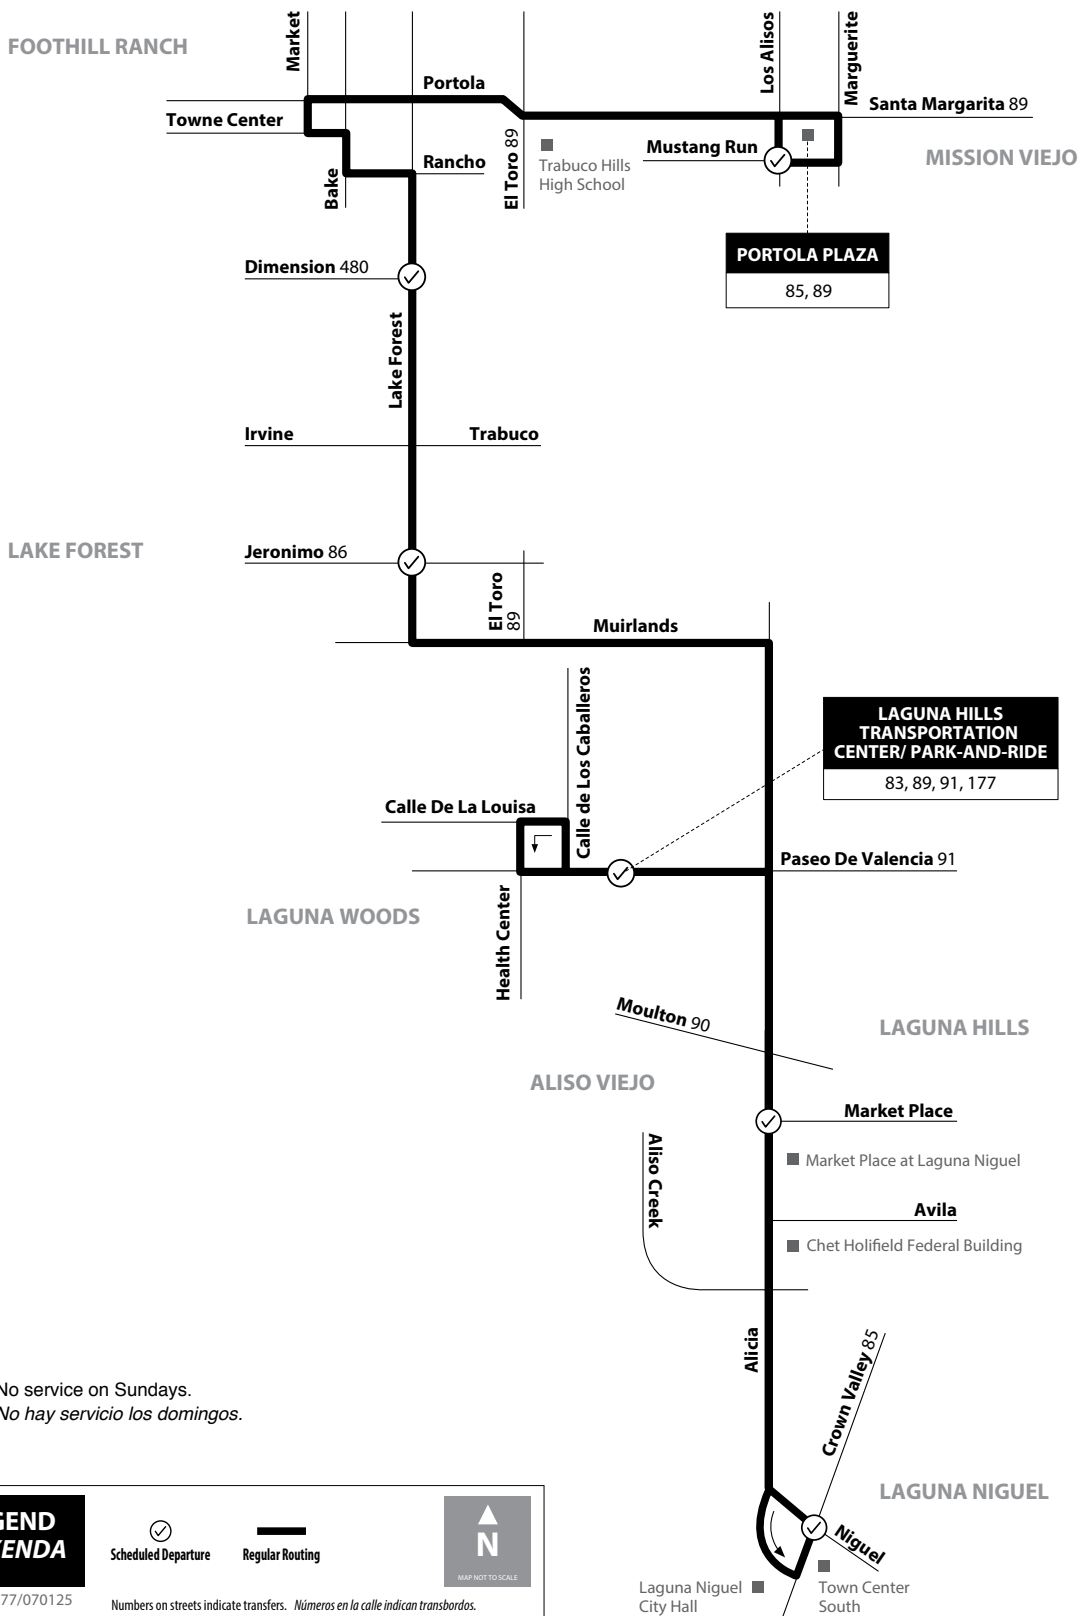 FOOTHILL RANCH
Market
Los Alisos
Marguerite
Portola
Santa Margarita 89
Towne Center
Mustang Run
MISSION VIEJO
Rancho
Bake
El Toro 89
Trabuco Hills
High School
PORTOLA PLAZA
85, 89
Dimension 480
Lake Forest
Irvine
Trabuco
LAKE FOREST
Jeronimo 86
El Toro
89
Muirlands
LAGUNA HILLS
TRANSPORTATION
CENTER/ PARK-AND-RIDE
83, 89, 91, 177
Calle De La Louisa
Calle de Los Caballeros
Paseo De Valencia 91
LAGUNA WOODS
Health Center
Moulton 90
LAGUNA HILLS
ALISO VIEJO
Market Place
Aliso Creek
Market Place at Laguna Niguel
Avila
Chet Holifield Federal Building
Alicia
Crown Valley 85
No service on Sundays.
No hay servicio los domingos.
LAGUNA NIGUEL
Niguel
Laguna Niguel
City Hall
Town Center
South
GEND
ENDA
77/070125
Scheduled Departure
Regular Routing
N
MAP NOT TO SCALE
Numbers on streets indicate transfers. Números en la calle indican transbordos.